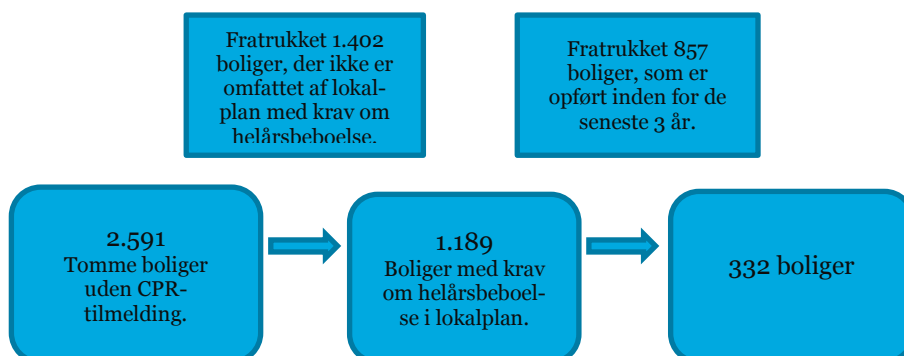 Fratrukket 1.402
boliger, der ikke er
omfattet af lokal-
plan med krav om
helårsbeboelse.
Fratrukket 857
boliger, som er
opført inden for de
seneste 3 år.
2.591
Tomme boliger
uden CPR-
tilmelding.
1.189
Boliger med krav
om helårsbeboel-
se i lokalplan.
332 boliger